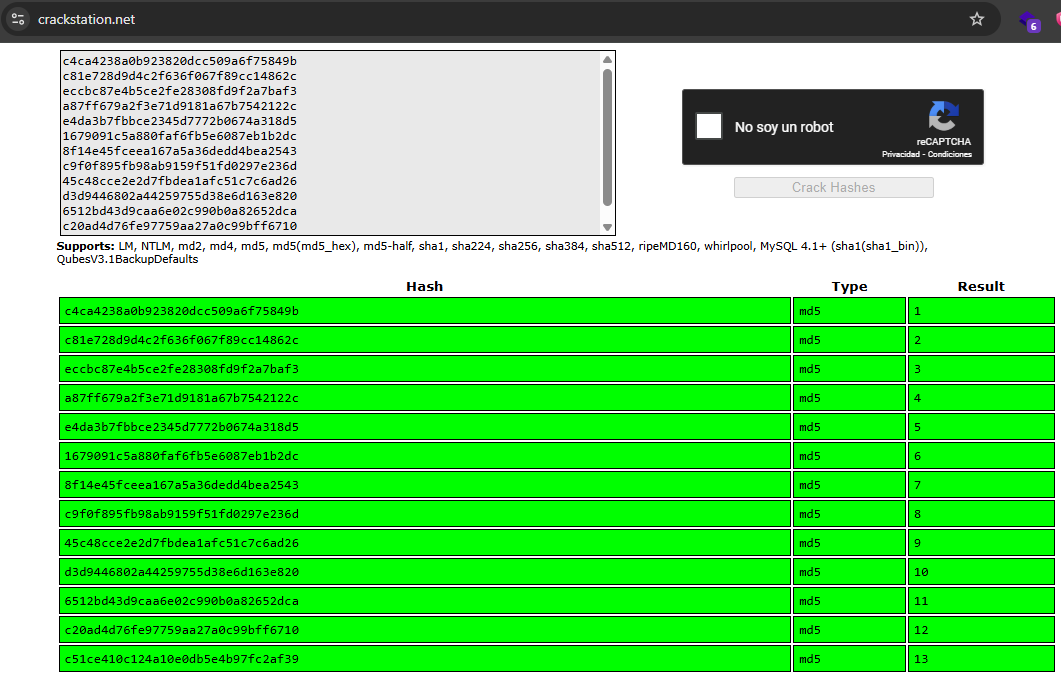 crackstation.net
6
c4ca4238a0b923820dcc509a6f75849b
c81e728d9d4c2f636f067f89cc14862c
eccbc87e4b5ce2fe28308fd9f2a7baf3
a87ff679a2f3e71d9181a67b7542122c
e4da3b7fbbce2345d7772b0674a318d5
1679091c5a880faf6fb5e6087eb1b2dc
8f14e45fceea167a5a36dedd4bea2543
c9f0f895fb98ab9159f51fd0297e236d
45c48cce2e2d7fbdea1afc51c7c6ad26
d3d9446802a44259755d38e6d163e820
6512bd43d9caa6e02c990b0a82652dca
c20ad4d76fe97759aa27a0c99bff6710
No soy un robot
reCAPTCHA
Privacidad - Condiciones
Crack Hashes
Supports: LM, NTLM, md2, md4, md5, md5(md5_hex), md5-half, sha1, sha224, sha256, sha384, sha512, ripeMD160, whirlpool, MySQL 4.1+ (sha1(sha1_bin)),
QubesV3.1BackupDefaults
Hash Type Result
c4ca4238a0b923820dcc509a6f75849b md5 1
c81e728d9d4c2f636f067f89cc14862c md5 2
eccbc87e4b5ce2fe28308fd9f2a7baf3 md5 3
a87ff679a2f3e71d9181a67b7542122c md5 4
e4da3b7fbbce2345d7772b0674a318d5 md5 5
1679091c5a880faf6fb5e6087eb1b2dc md5 6
8f14e45fceea167a5a36dedd4bea2543 md5 7
c9f0f895fb98ab9159f51fd0297e236d md5 8
45c48cce2e2d7fbdea1afc51c7c6ad26 md5 9
d3d9446802a44259755d38e6d163e820 md5 10
6512bd43d9caa6e02c990b0a82652dca md5 11
c20ad4d76fe97759aa27a0c99bff6710 md5 12
c51ce410c124a10e0db5e4b97fc2af39 md5 13